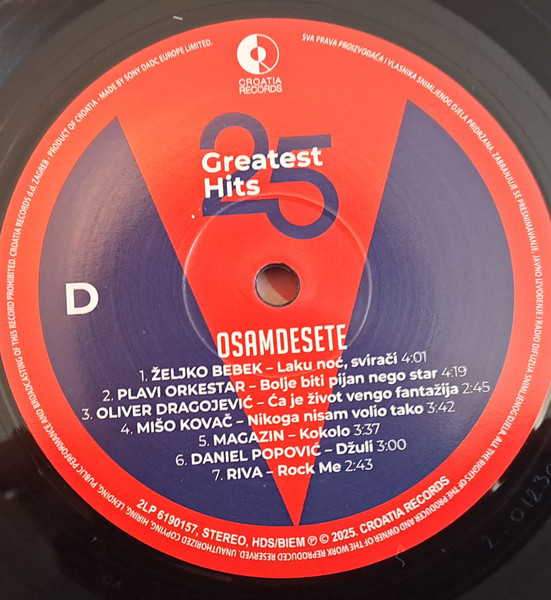 CROATIA
RECORDS
25
Greatest
Hits
D
OSAMDESETE
1. ŽELJKO BEBEK – Laku noć, svirači 4:01
2. PLAVI ORKESTAR – Bolje biti pijan nego star 4:19
3. OLIVER DRAGOJEVIĆ – Ća je život vengo fantažija 2:45
4. MIŠO KOVAČ – Nikoga nisam volio tako 3:42
5. MAGAZIN – Kokolo 3:37
6. DANIEL POPOVIĆ – Džuli 3:00
7. RIVA – Rock Me 2:43
2LP 6190157, STEREO, HDS/BIEM ℗ © 2025. CROATIA RECORDS
SVA PRAVA PROIZVOĐAČA I VLASNIKA SNIMLJENOG DJELA PRIDRŽANA. ZABRANJUJE SE PRESNIMAVANJE, JAVNO IZVOĐENJE I RADIO DIFUZIJA SNIMLJENOG DJELA. ALL THE RIGHTS OF THE PRODUCER AND OWNER AND OF THE WORK REPRODUCED RESERVED. UNAUTHORIZED COPYING, HIRING, LENDING, PUBLIC PERFORMANCE AND BROADCASTING OF THIS RECORD PROHIBITED. CROATIA RECORDS d.d. ZAGREB • PRODUCT OF CROATIA • MADE BY SONY DADC EUROPE LIMITED.